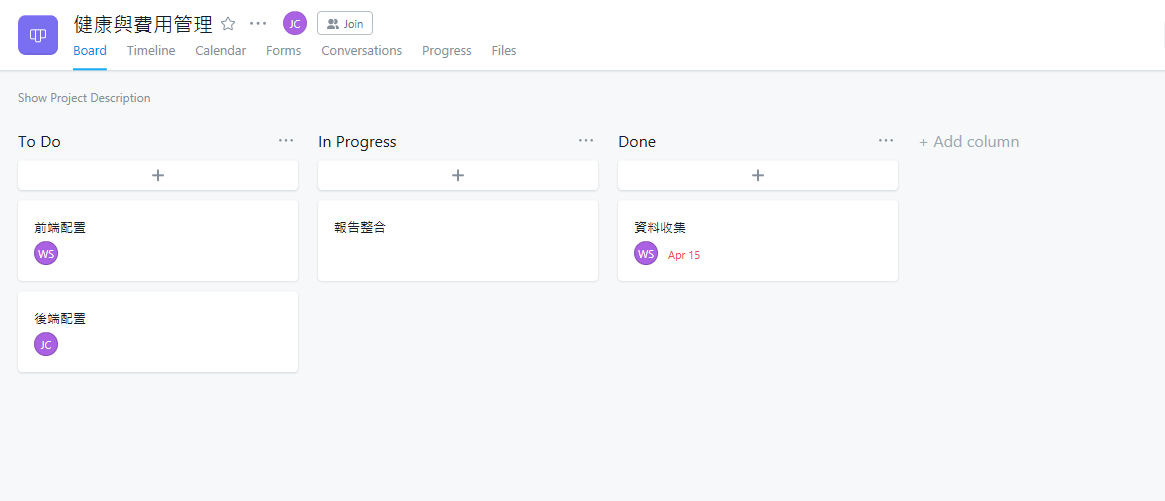 健康與費用管理 JC Join
Board Timeline Calendar Forms Conversations Progress Files
Show Project Description
To Do
In Progress
Done
+ Add column
前端配置
WS
後端配置
JC
報告整合
資料收集
WS Apr 15